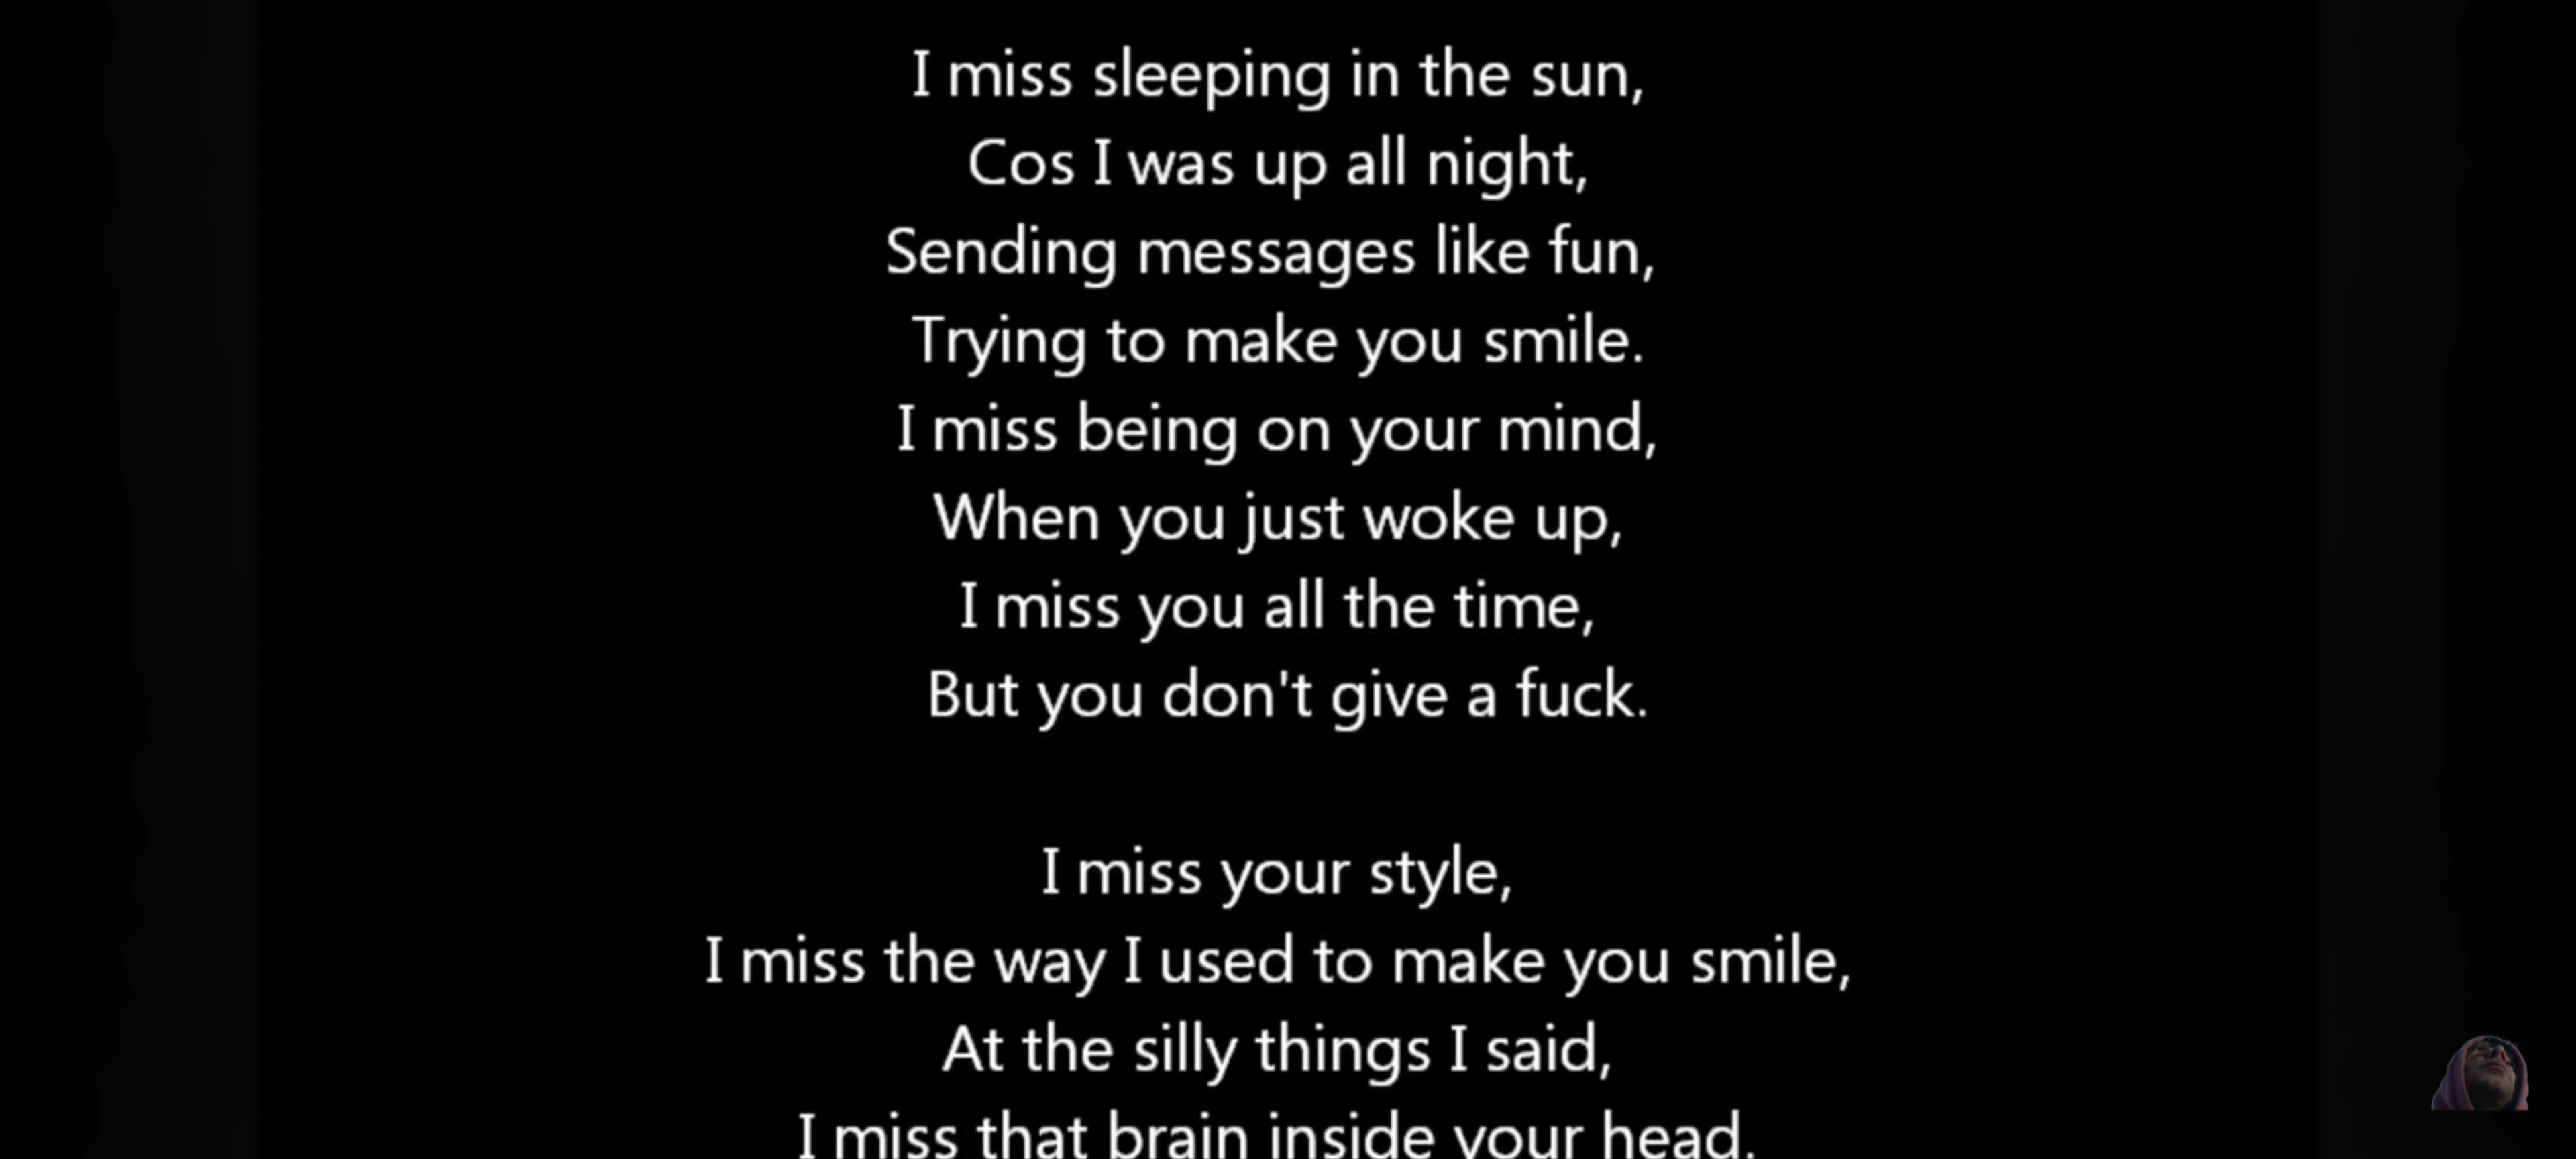 I miss sleeping in the sun,
Cos I was up all night,
Sending messages like fun,
Trying to make you smile.
I miss being on your mind,
When you just woke up,
I miss you all the time,
But you don't give a fuck.
I miss your style,
I miss the way I used to make you smile,
At the silly things I said,
I miss that brain inside your head.